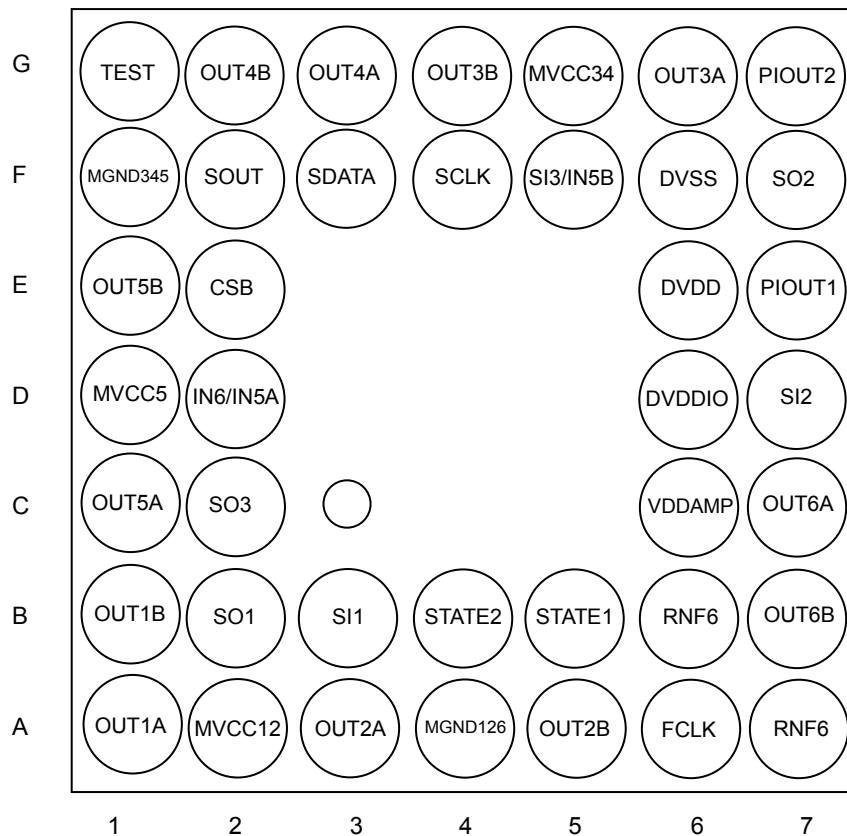 G TEST OUT4B OUT4A OUT3B MVCC34 OUT3A PIOUT2
F MGND345 SOUT SDATA SCLK SI3/IN5B DVSS SO2
E OUT5B CSB DVDD PIOUT1
D MVCC5 IN6/IN5A DVDDIO SI2
C OUT5A SO3 VDDAMP OUT6A
B OUT1B SO1 SI1 STATE2 STATE1 RNF6 OUT6B
A OUT1A MVCC12 OUT2A MGND126 OUT2B FCLK RNF6
1 2 3 4 5 6 7